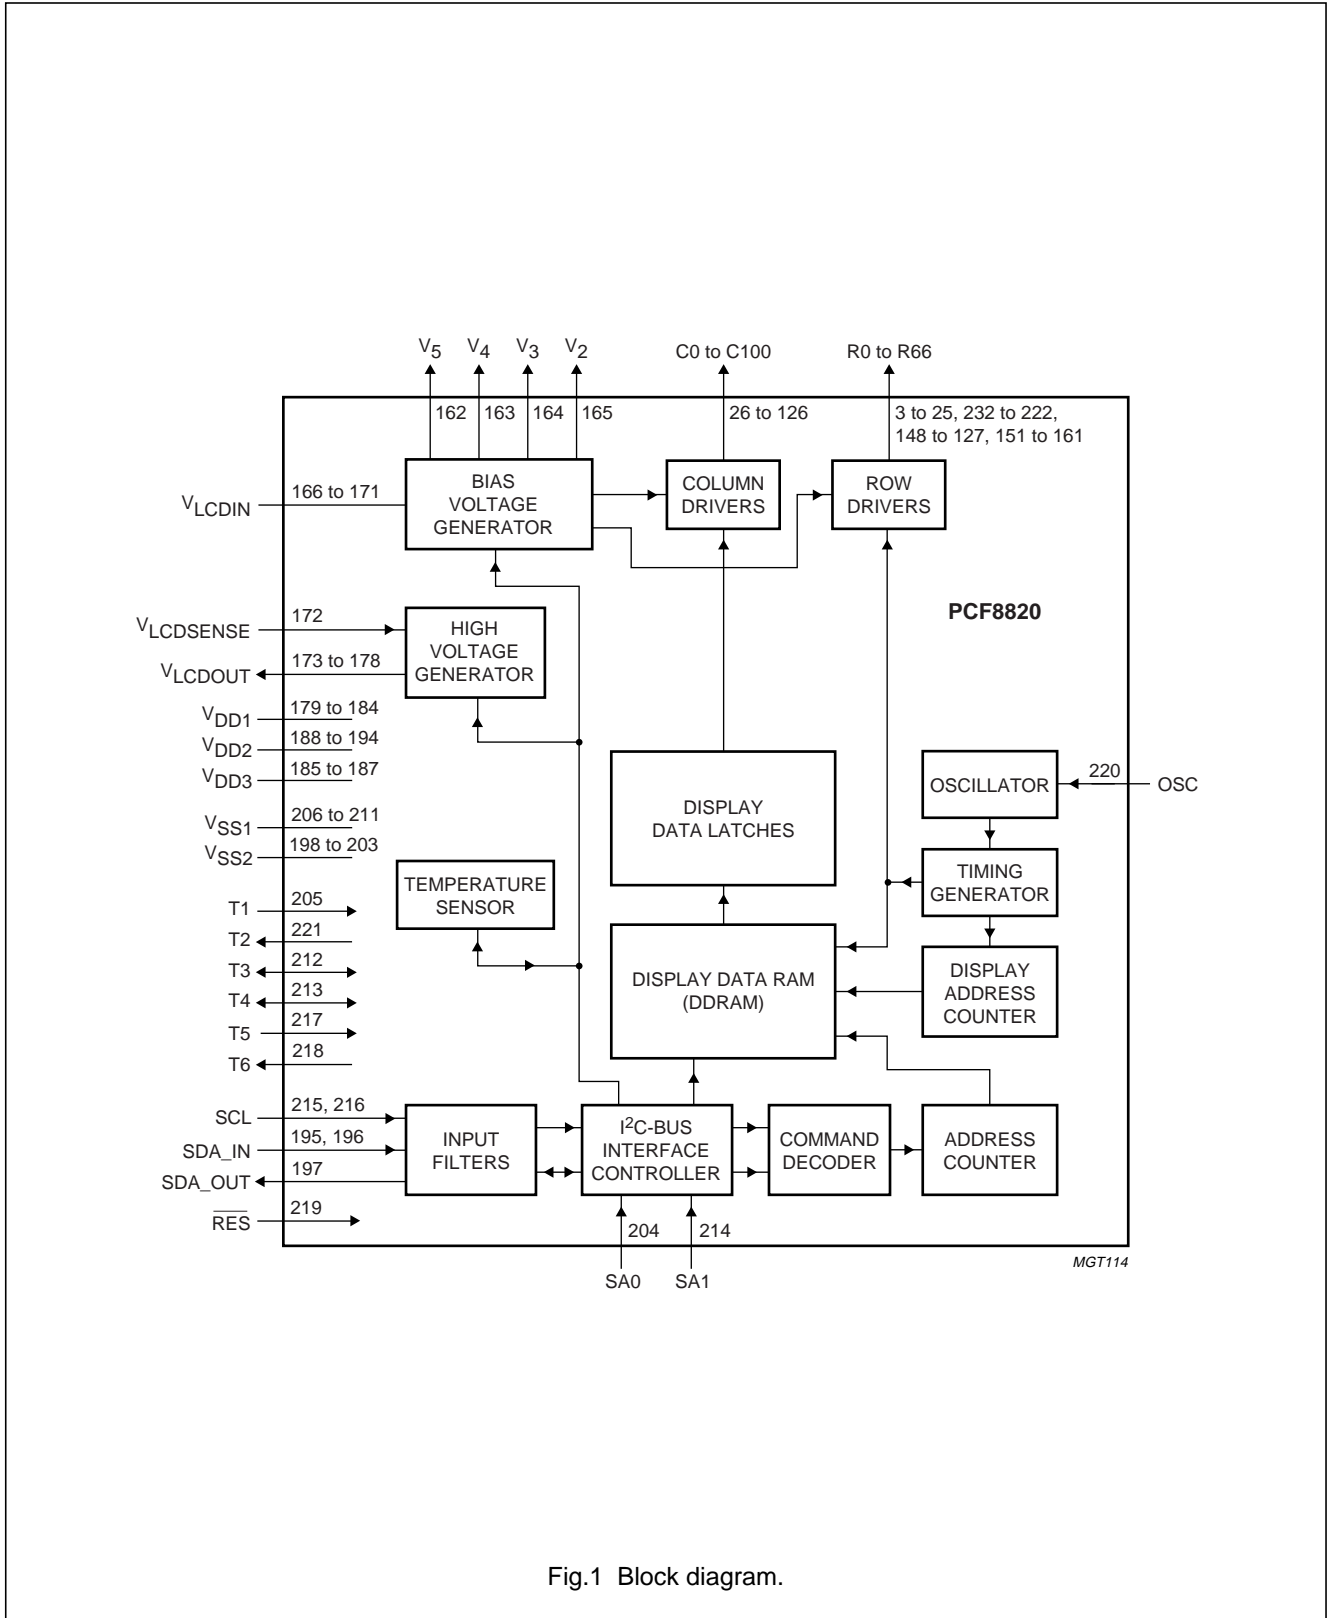 V5 V4 V3 V2 C0 to C100 R0 to R66
162 163 164 165 26 to 126 3 to 25, 232 to 222,
148 to 127, 151 to 161
VLCDIN 166 to 171
BIAS
VOLTAGE
GENERATOR
COLUMN
DRIVERS
ROW
DRIVERS
PCF8820
VLCDSENSE 172
VLCDOUT 173 to 178
HIGH
VOLTAGE
GENERATOR
VDD1 179 to 184
VDD2 188 to 194
VDD3 185 to 187
VSS1 206 to 211
VSS2 198 to 203
DISPLAY
DATA LATCHES
OSCILLATOR
220 OSC
TEMPERATURE
SENSOR
TIMING
GENERATOR
T1 205
T2 221
T3 212
T4 213
T5 217
T6 218
DISPLAY DATA RAM
(DDRAM)
DISPLAY
ADDRESS
COUNTER
SCL 215, 216
SDA_IN 195, 196
SDA_OUT 197
RES 219
INPUT
FILTERS
I2C-BUS
INTERFACE
CONTROLLER
COMMAND
DECODER
ADDRESS
COUNTER
204 214
SA0 SA1
MGT114
Fig.1 Block diagram.